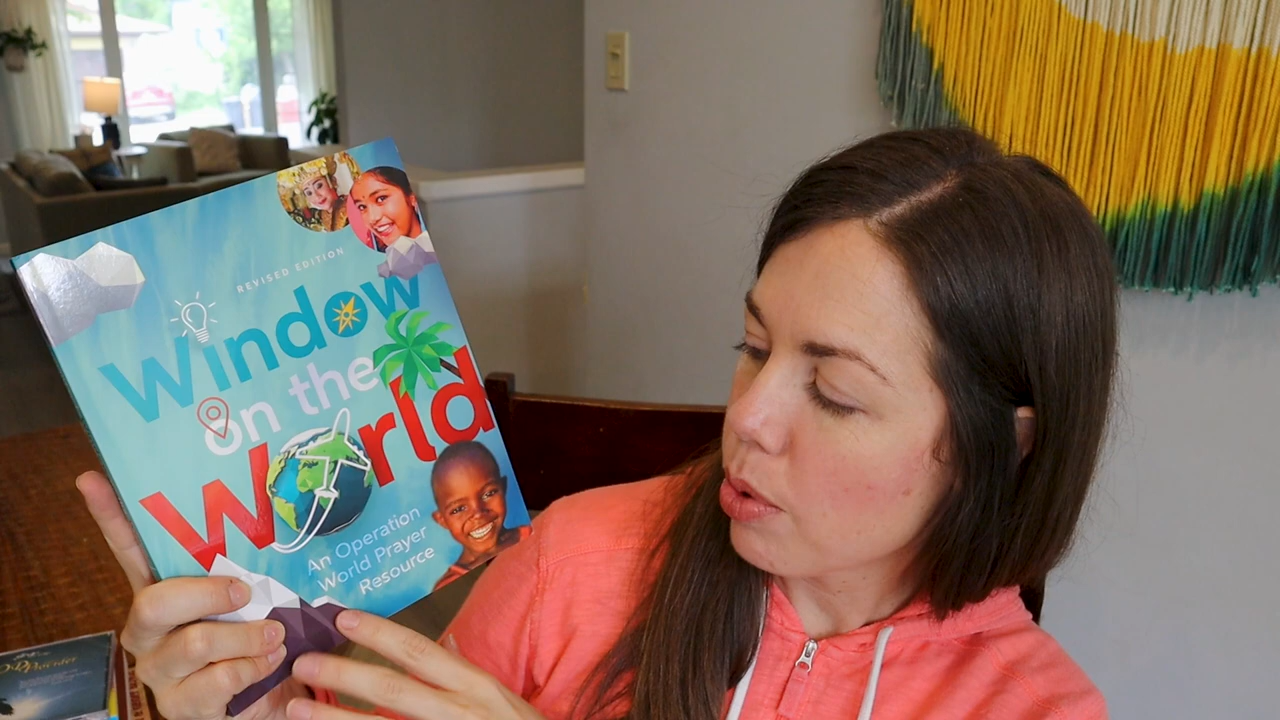 REVISED EDITION
Window
on the
World
An Operation
World Prayer
Resource